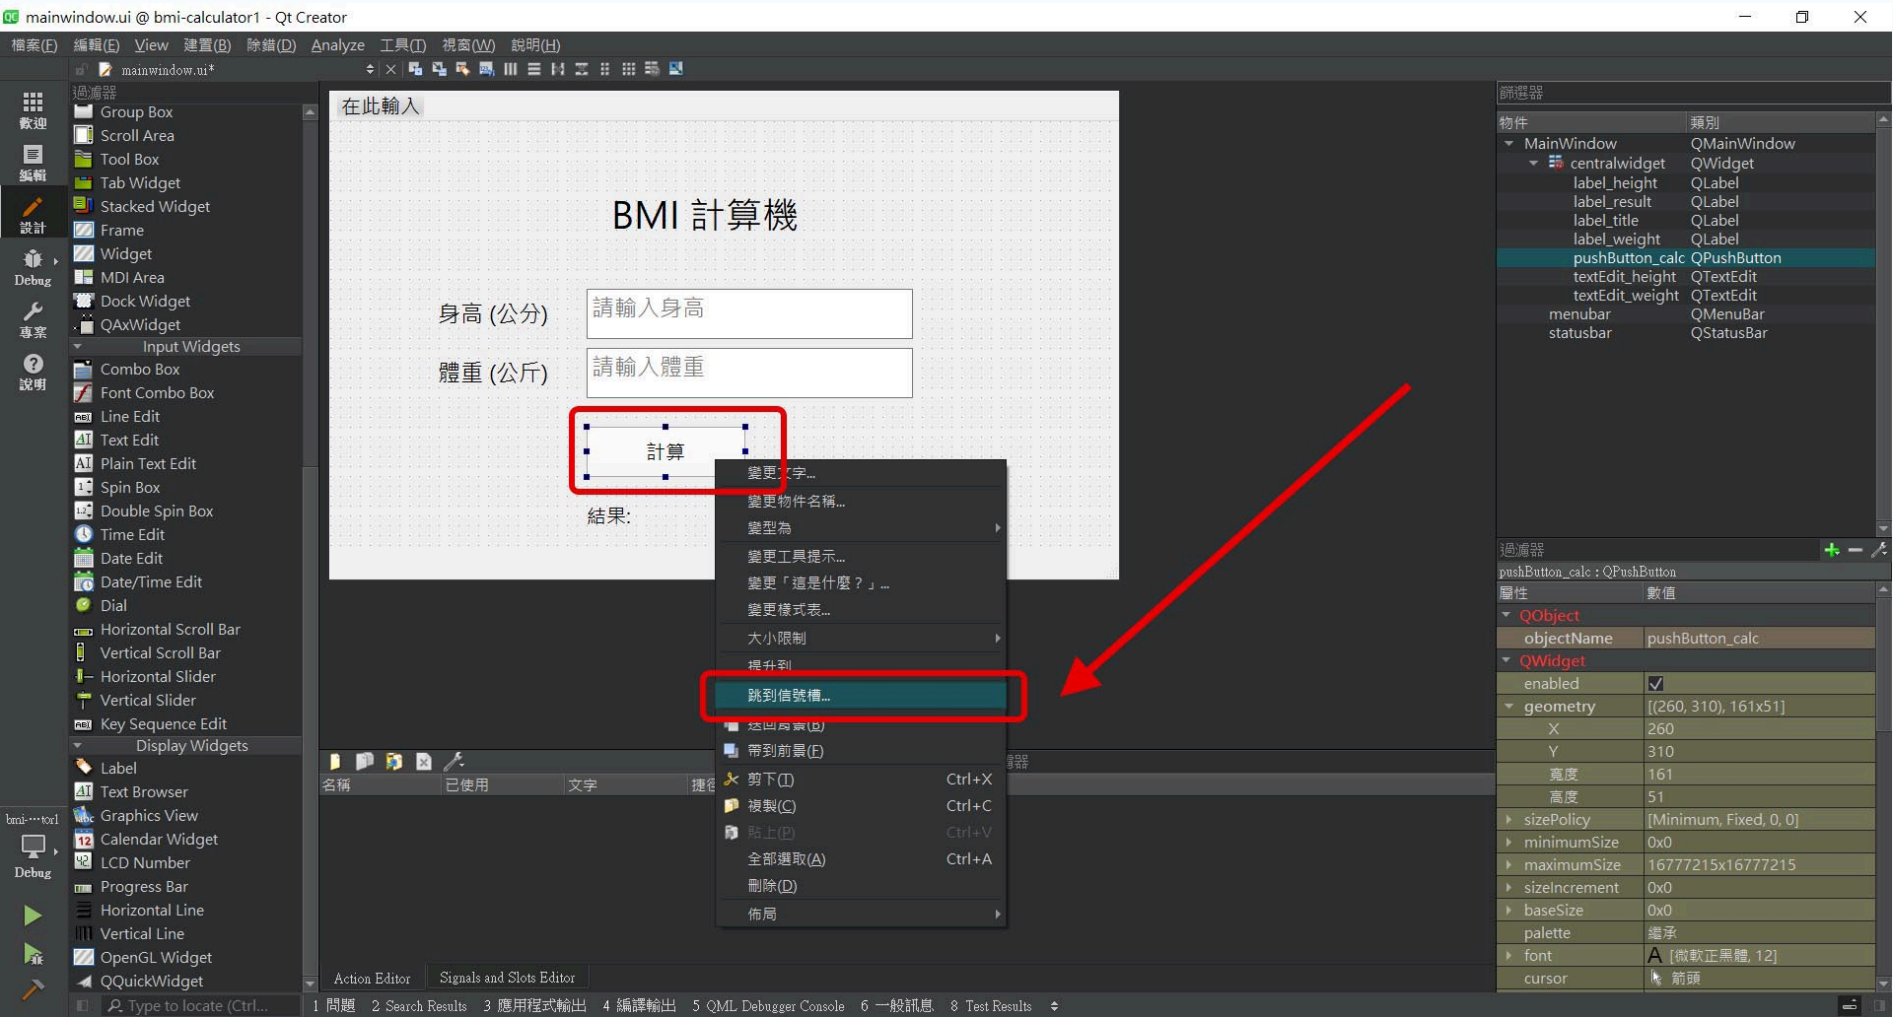 mainwindow.ui @ bmi-calculator1 - Qt Creator
檔案(F) 編輯(E) View 建置(B) 除錯(D) Analyze 工具(T) 視窗(W) 說明(H)
mainwindow.ui*
歡迎
編輯
設計
Debug
專案
說明
bmi-···tor1
Debug
過濾器
Group Box
Scroll Area
Tool Box
Tab Widget
Stacked Widget
Frame
Widget
MDI Area
Dock Widget
QAxWidget
Input Widgets
Combo Box
Font Combo Box
Line Edit
Text Edit
Plain Text Edit
Spin Box
Double Spin Box
Time Edit
Date Edit
Date/Time Edit
Dial
Horizontal Scroll Bar
Vertical Scroll Bar
Horizontal Slider
Vertical Slider
Key Sequence Edit
Display Widgets
Label
Text Browser
Graphics View
Calendar Widget
LCD Number
Progress Bar
Horizontal Line
Vertical Line
OpenGL Widget
QQuickWidget
在此輸入
BMI 計算機
身高 (公分) 請輸入身高
體重 (公斤) 請輸入體重
計算
結果:
變更文字...
變更物件名稱...
變型為
變更工具提示...
變更「這是什麼？」...
變更樣式表...
大小限制
提升到
跳到信號槽...
送回背景(B)
帶到前景(F)
剪下(T) Ctrl+X
複製(C) Ctrl+C
貼上(P) Ctrl+V
全部選取(A) Ctrl+A
刪除(D)
佈局
名稱 已使用 文字
Action Editor Signals and Slots Editor
篩選器
物件 類別
MainWindow QMainWindow
centralwidget QWidget
label_height QLabel
label_result QLabel
label_title QLabel
label_weight QLabel
pushButton_calc QPushButton
textEdit_height QTextEdit
textEdit_weight QTextEdit
menubar QMenuBar
statusbar QStatusBar
過濾器
pushButton_calc : QPushButton
屬性 數值
QObject
objectName pushButton_calc
QWidget
enabled
geometry [(260, 310), 161x51]
X 260
Y 310
寬度 161
高度 51
sizePolicy [Minimum, Fixed, 0, 0]
minimumSize 0x0
maximumSize 16777215x16777215
sizeIncrement 0x0
baseSize 0x0
palette 繼承
font A [微軟正黑體, 12]
cursor 箭頭
Type to locate (Ctrl... 1 問題 2 Search Results 3 應用程式輸出 4 編譯輸出 5 QML Debugger Console 6 一般訊息 8 Test Results